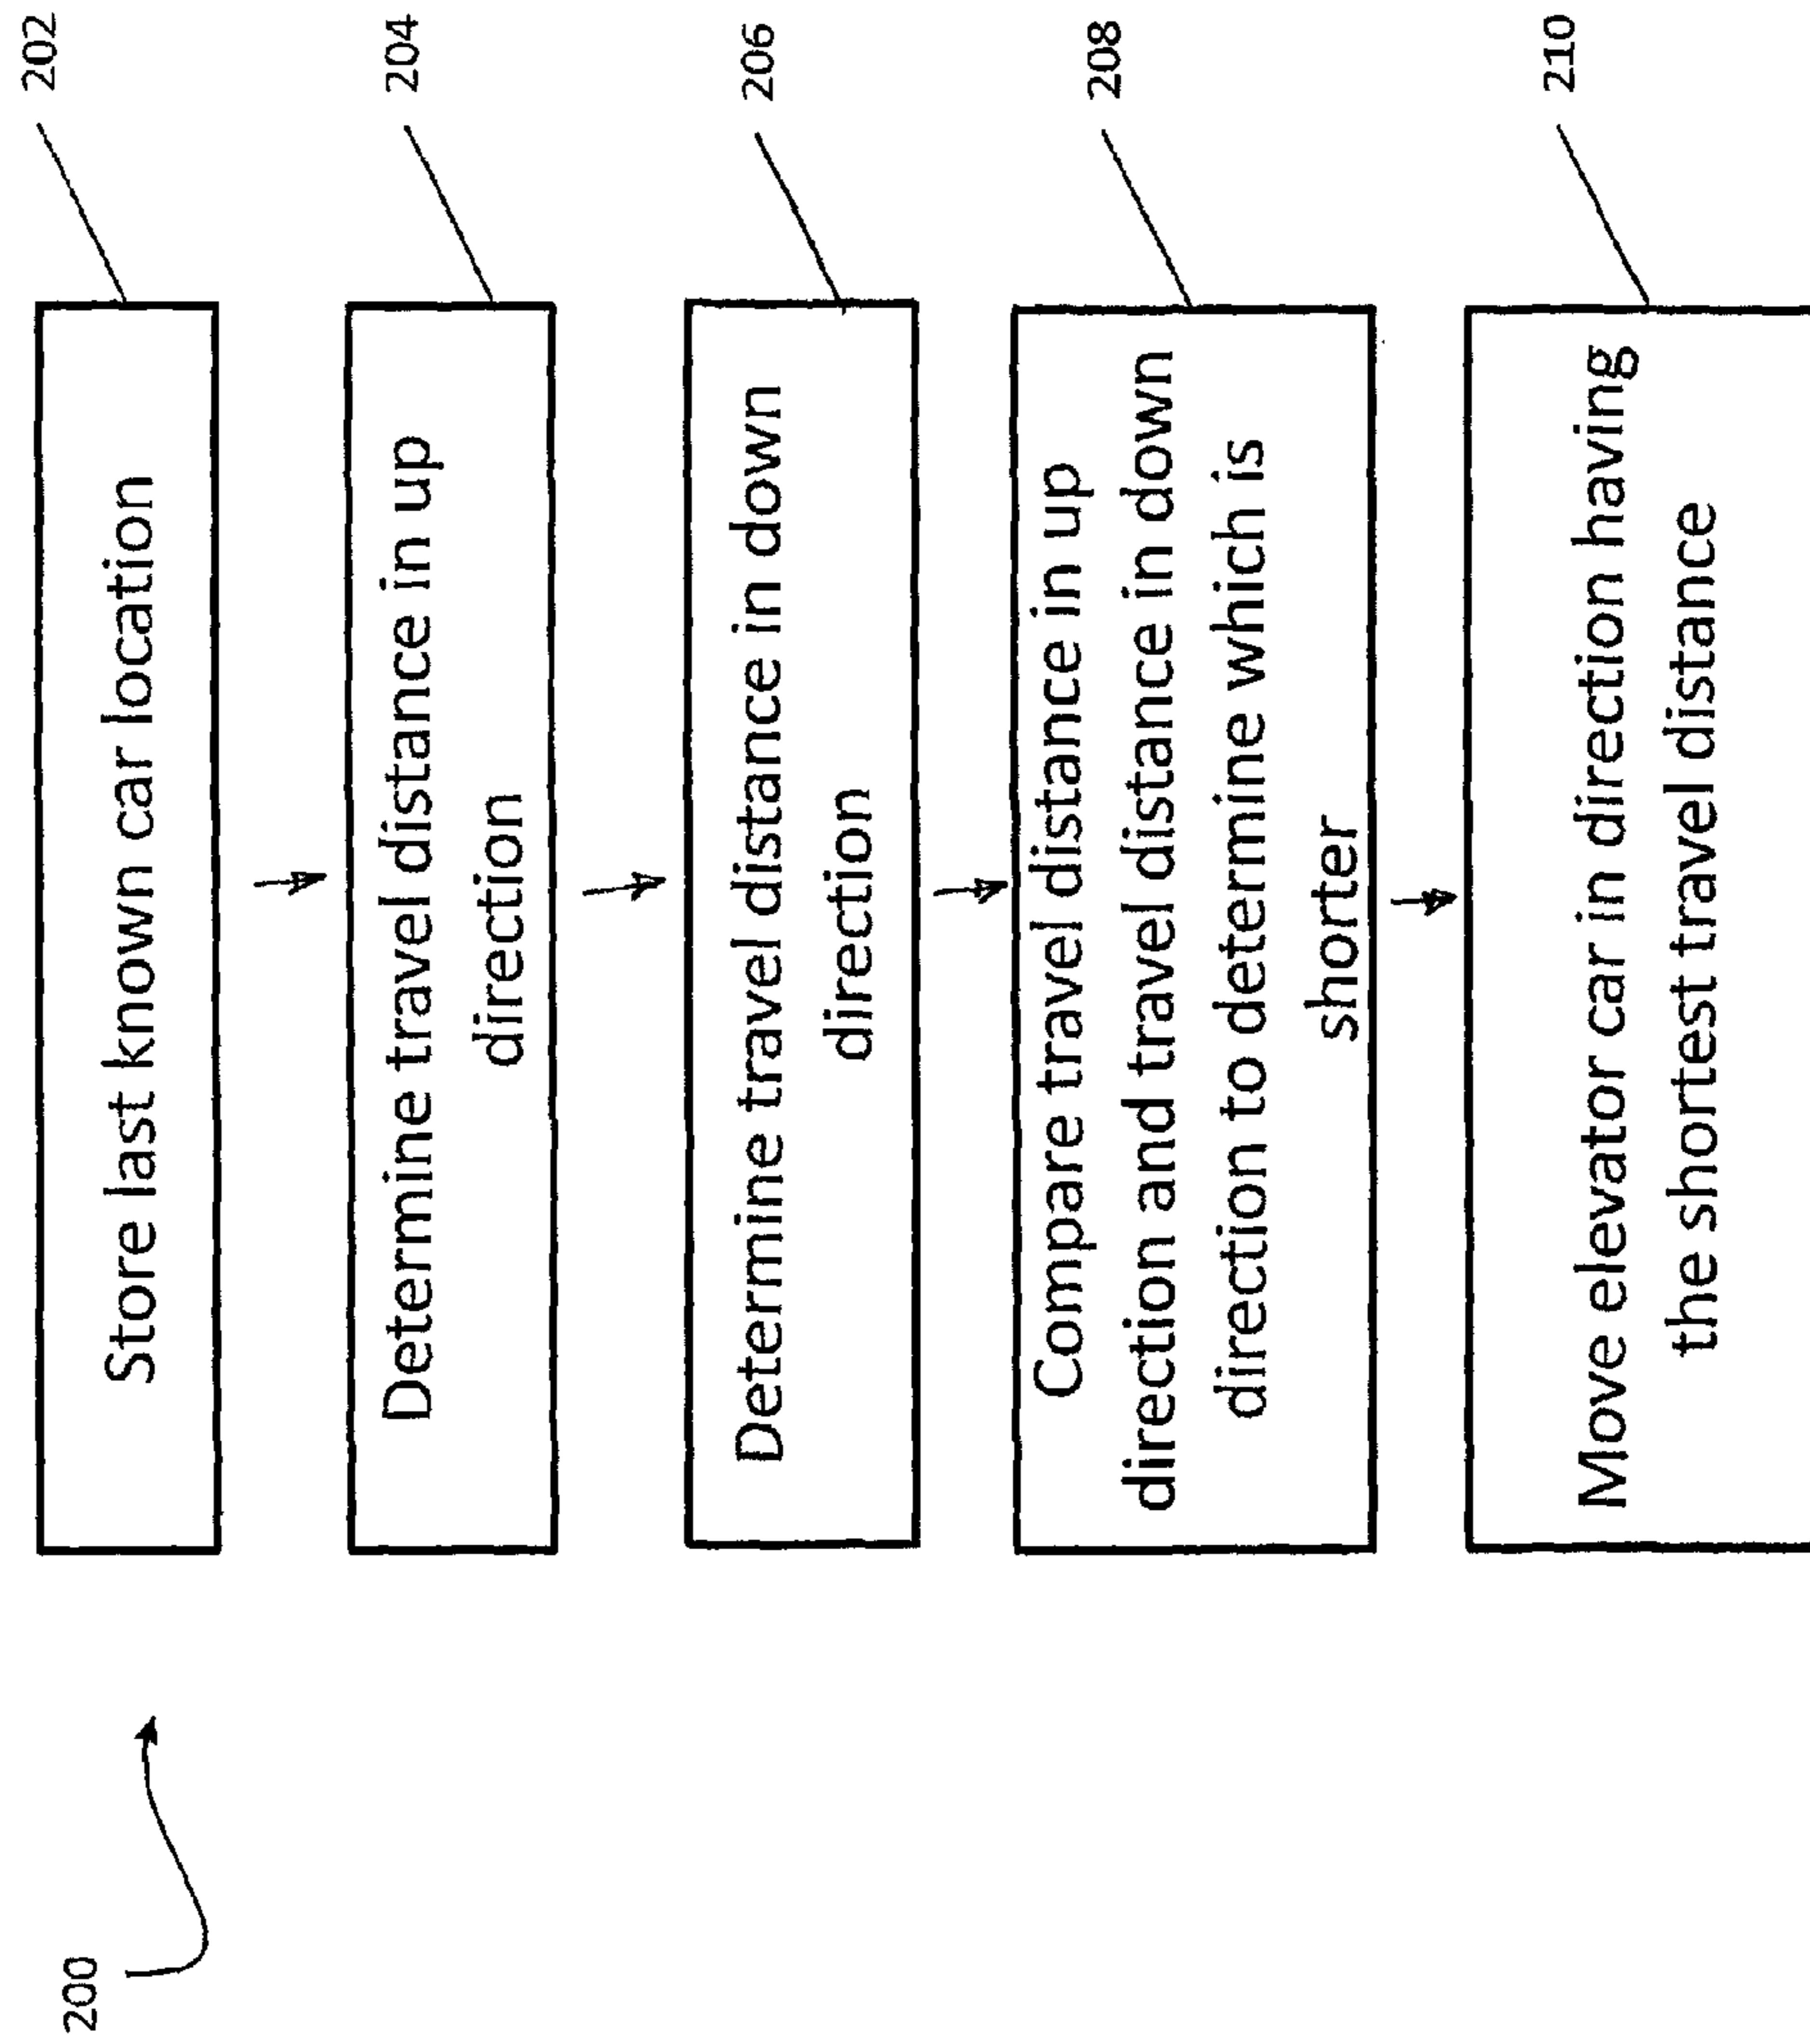 200
Store last known car location
202
Determine travel distance in up
direction
204
Determine travel distance in down
direction
206
Compare travel distance in up
direction and travel distance in down
direction to determine which is
shorter
208
Move elevator car in direction having
the shortest travel distance
210